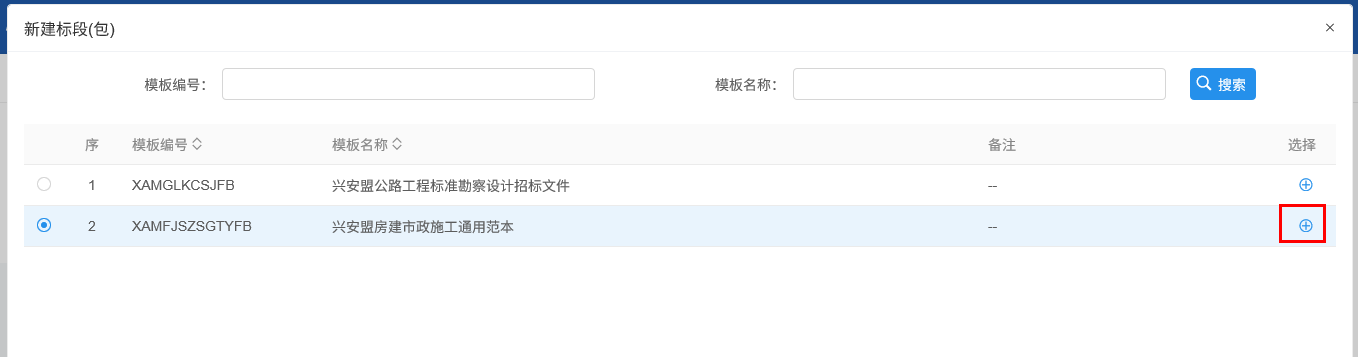 新建标段(包)
×
模板编号：
模板名称：
搜索
序 模板编号 模板名称 备注 选择
1 XAMGLKCSJFB 兴安盟公路工程标准勘察设计招标文件 --
2 XAMFJSZSGTYFB 兴安盟房建市政施工通用范本 --